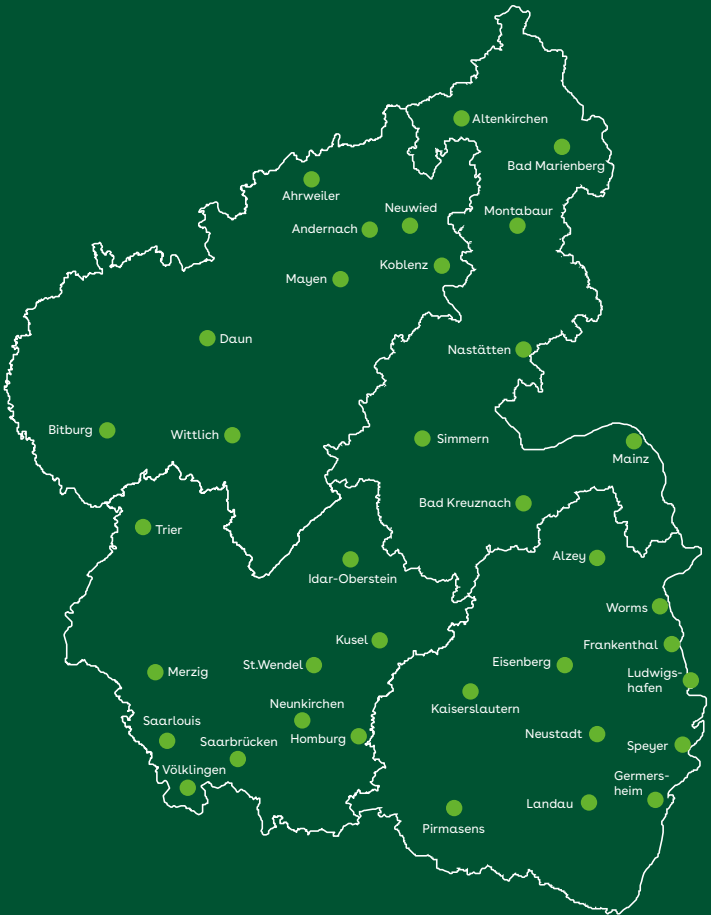 Altenkirchen
Bad Marienberg
Ahrweiler
Neuwied
Montabaur
Andernach
Koblenz
Mayen
Daun
Nastätten
Bitburg
Wittlich
Simmern
Mainz
Bad Kreuznach
Trier
Alzey
Idar-Oberstein
Worms
Kusel
Frankenthal
St.Wendel
Eisenberg
Merzig
Ludwigs-
hafen
Neunkirchen
Kaiserslautern
Saarlouis
Neustadt
Homburg
Saarbrücken
Speyer
Völklingen
Germers-
heim
Landau
Pirmasens